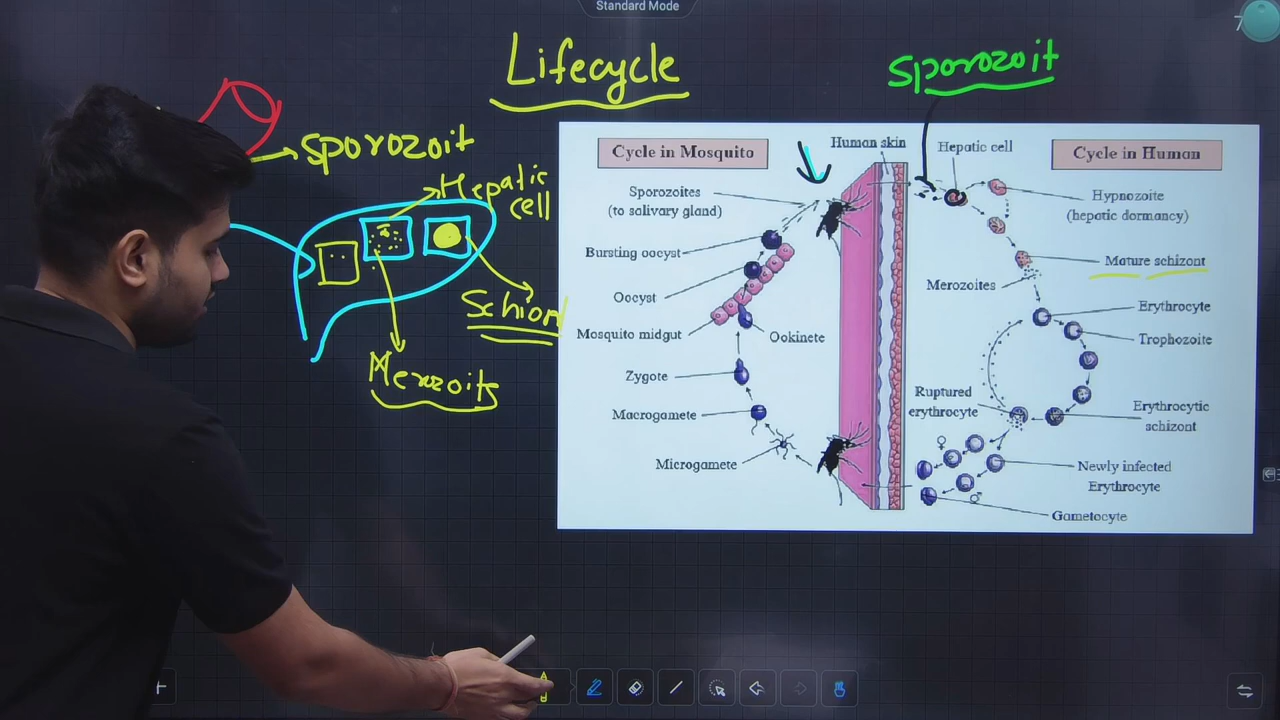 Standard Mode
7
Lifecycle
Sporozoit
Sporozoit
Hepatic
cell
Schion
Merozoits
Cycle in Mosquito
Human skin
Hepatic cell
Cycle in Human
Sporozoites
(to salivary gland)
Hypnozoite
(hepatic dormancy)
Bursting oocyst
Mature schizont
Merozoites
Oocyst
Erythrocyte
Mosquito midgut
Ookinete
Trophozoite
Zygote
Ruptured
erythrocyte
Macrogamete
Erythrocytic
schizont
♀
Microgamete
Newly infected
Erythrocyte
♂
Gametocyte